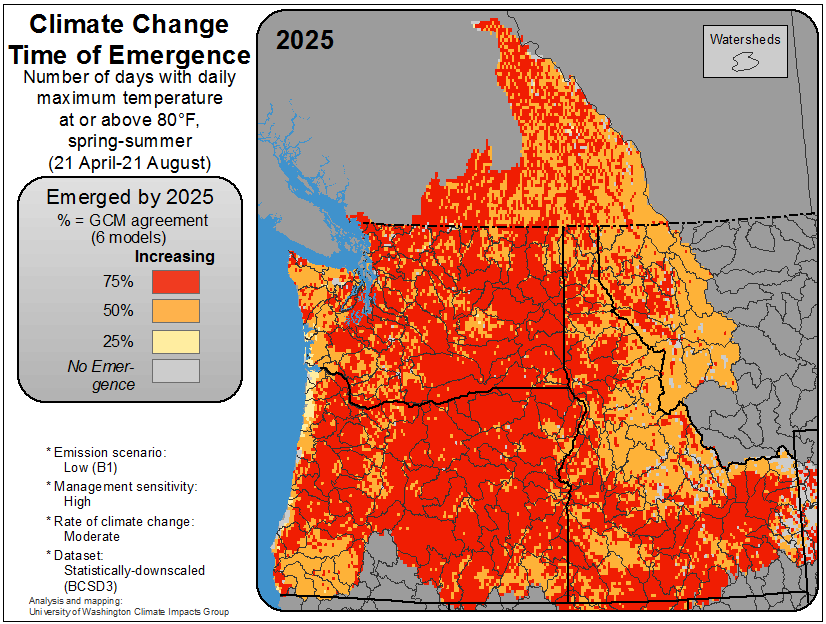 Climate Change
Time of Emergence
Number of days with daily
maximum temperature
at or above 80°F,
spring-summer
(21 April-21 August)
Emerged by 2025
% = GCM agreement
(6 models)
Increasing
75%
50%
25%
No Emer-
gence
* Emission scenario:
Low (B1)
* Management sensitivity:
High
* Rate of climate change:
Moderate
* Dataset:
Statistically-downscaled
(BCSD3)
Analysis and mapping:
University of Washington Climate Impacts Group
2025
Watersheds